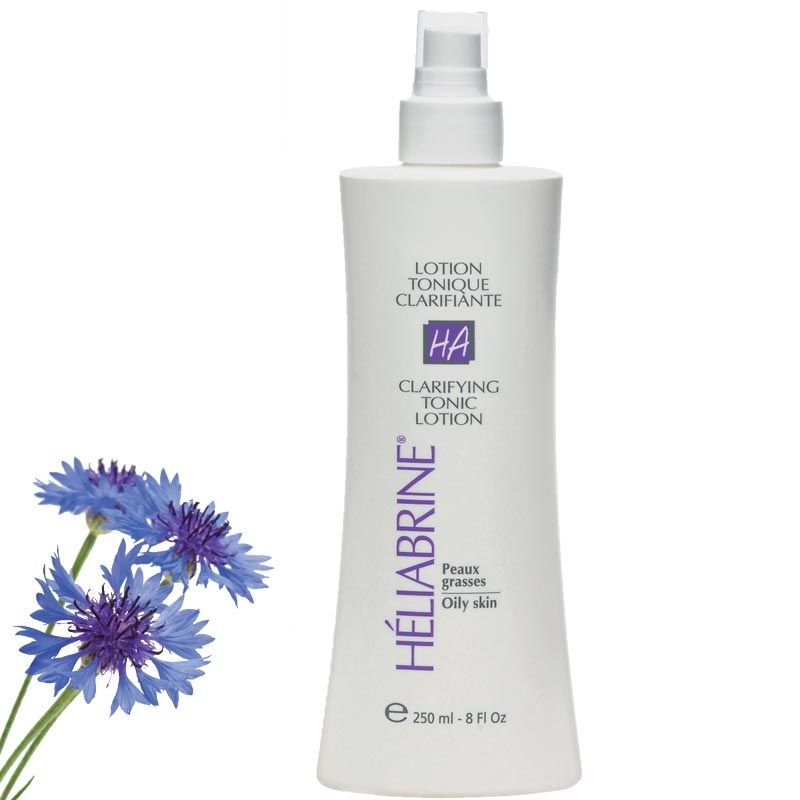 LOTION
TONIQUE
CLARIFIANTE
HA
CLARIFYING
TONIC
LOTION
HÉLIABRINE®
Peaux
grasses
Oily skin
℮ 250 ml - 8 Fl Oz